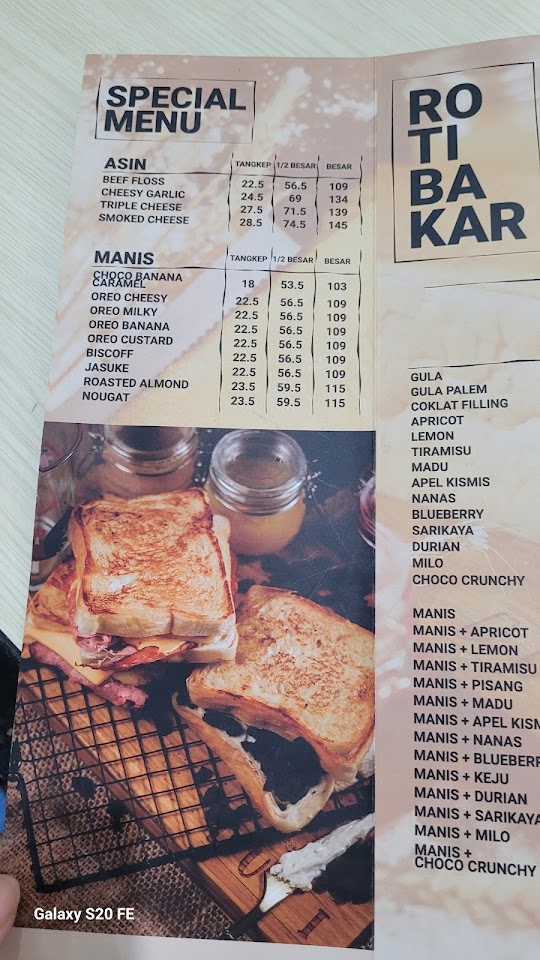 SPECIAL
MENU
ASIN TANGKEP 1/2 BESAR BESAR
BEEF FLOSS 22.5 56.5 109
CHEESY GARLIC 24.5 69 134
TRIPLE CHEESE 27.5 71.5 139
SMOKED CHEESE 28.5 74.5 145
MANIS TANGKEP 1/2 BESAR BESAR
CHOCO BANANA
CARAMEL 18 53.5 103
OREO CHEESY 22.5 56.5 109
OREO MILKY 22.5 56.5 109
OREO BANANA 22.5 56.5 109
OREO CUSTARD 22.5 56.5 109
BISCOFF 22.5 56.5 109
JASUKE 22.5 56.5 109
ROASTED ALMOND 23.5 59.5 115
NOUGAT 23.5 59.5 115
RO
TI
BA
KAR
GULA
GULA PALEM
COKLAT FILLING
APRICOT
LEMON
TIRAMISU
MADU
APEL KISMIS
NANAS
BLUEBERRY
SARIKAYA
DURIAN
MILO
CHOCO CRUNCHY
MANIS
MANIS + APRICOT
MANIS + LEMON
MANIS + TIRAMISU
MANIS + PISANG
MANIS + MADU
MANIS + APEL KISM
MANIS + NANAS
MANIS + BLUEBERR
MANIS + KEJU
MANIS + DURIAN
MANIS + SARIKAYA
MANIS + MILO
MANIS +
CHOCO CRUNCHY
Galaxy S20 FE